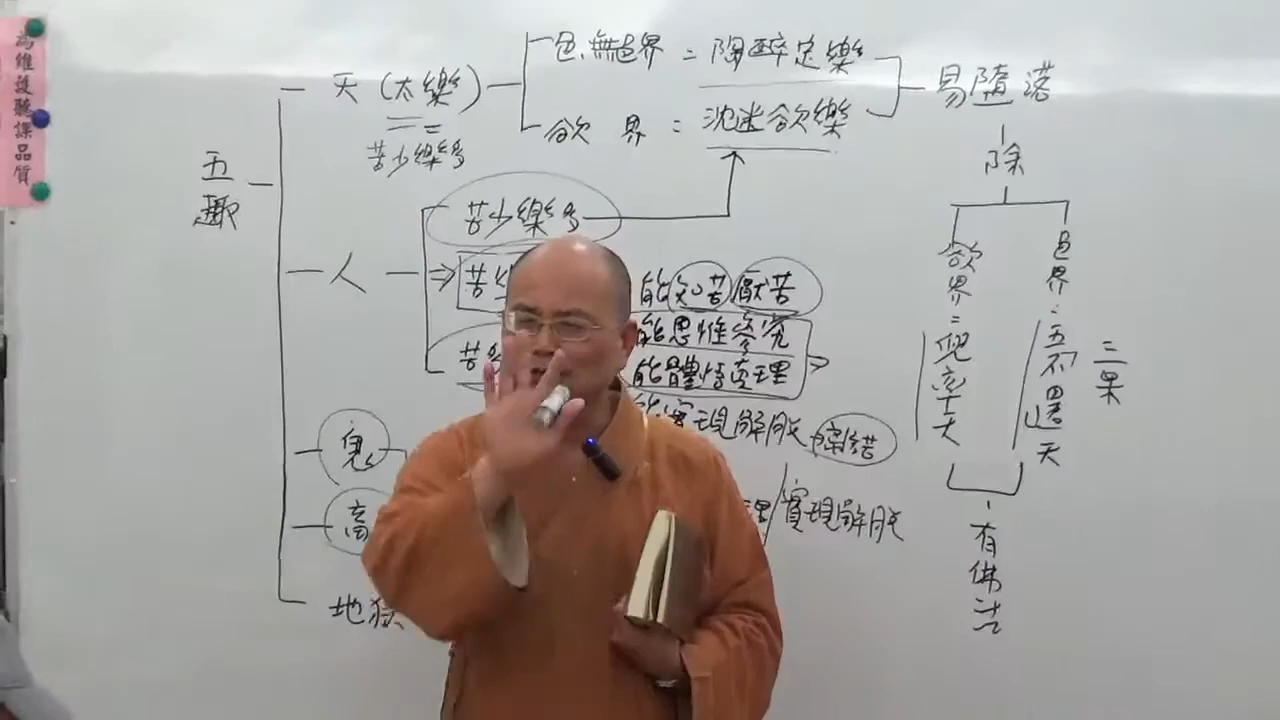 為維護聽課品質
五趣
天(太樂)
苦少樂多
色.無色界=陶醉定樂
欲界:沈迷欲樂
易墮落
除
欲界=兜率天
色界:五不還天
三果
有佛法
人
苦少樂多
苦
能知苦厭苦
苦
能思惟參究
能體悟真理
能實現解脫
鬼
畜
實現解脫
地獄